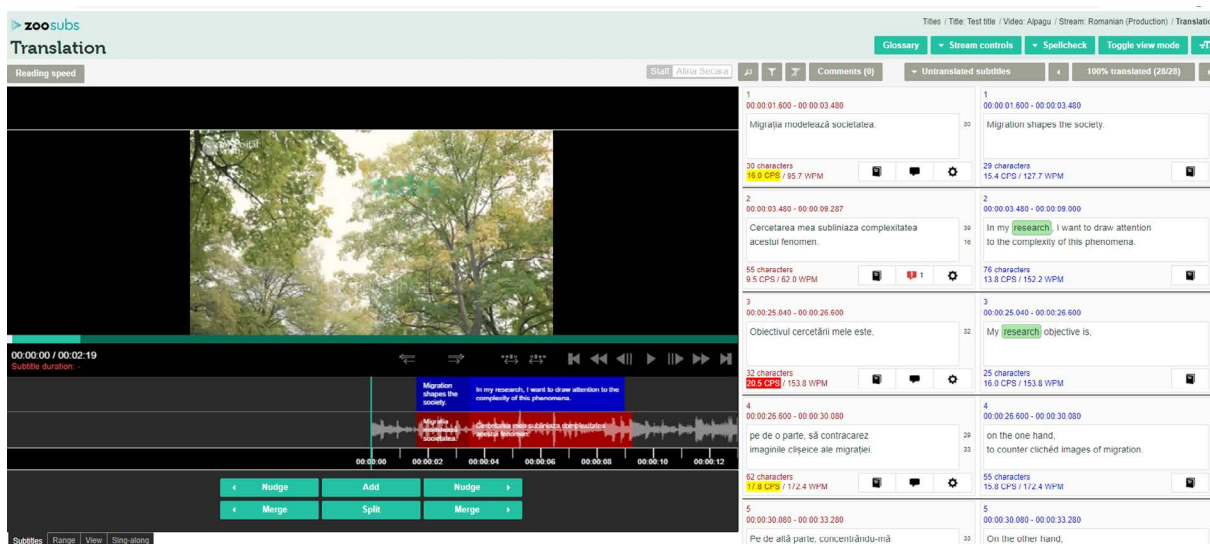 zoosubs
Titles / Title: Test title / Video: Alpagu / Stream: Romanian (Production) / Translatio
Translation
Glossary
Stream controls
Spellcheck
Toggle view mode
Reading speed
Staff Alina Secara
Comments (0)
Untranslated subtitles
100% translated (28/28)
00:00:00 / 00:02:19
Subtitle duration: -
Migration shapes the society.
In my research, I want to draw attention to the complexity of this phenomena.
Migrația modelează societatea.
Cercetarea mea subliniaza complexitatea acestui fenomen.
00:00:00
00:00:02
00:00:04
00:00:06
00:00:08
00:00:10
00:00:12
Nudge
Add
Nudge
Merge
Split
Merge
Subtitles
Range
View
Sing-along
1
00:00:01.600 - 00:00:03.480
Migrația modelează societatea.
30
30 characters
16.0 CPS / 95.7 WPM
1
00:00:01.600 - 00:00:03.480
Migration shapes the society.
29 characters
15.4 CPS / 127.7 WPM
2
00:00:03.480 - 00:00:09.287
Cercetarea mea subliniaza complexitatea
39
acestui fenomen.
16
55 characters
9.5 CPS / 62.0 WPM
1
2
00:00:03.480 - 00:00:09.000
In my research, I want to draw attention
to the complexity of this phenomena.
76 characters
13.8 CPS / 152.2 WPM
3
00:00:25.040 - 00:00:26.600
Obiectivul cercetării mele este,
32
32 characters
20.5 CPS / 153.8 WPM
3
00:00:25.040 - 00:00:26.600
My research objective is,
25 characters
16.0 CPS / 153.8 WPM
4
00:00:26.600 - 00:00:30.080
pe de o parte, să contracarez
29
imaginile clișeice ale migrației.
33
62 characters
17.8 CPS / 172.4 WPM
4
00:00:26.600 - 00:00:30.080
on the one hand,
to counter clichéd images of migration.
55 characters
15.8 CPS / 172.4 WPM
5
00:00:30.080 - 00:00:33.280
Pe de altă parte, concentrându-mă
33
5
00:00:30.080 - 00:00:33.280
On the other hand,